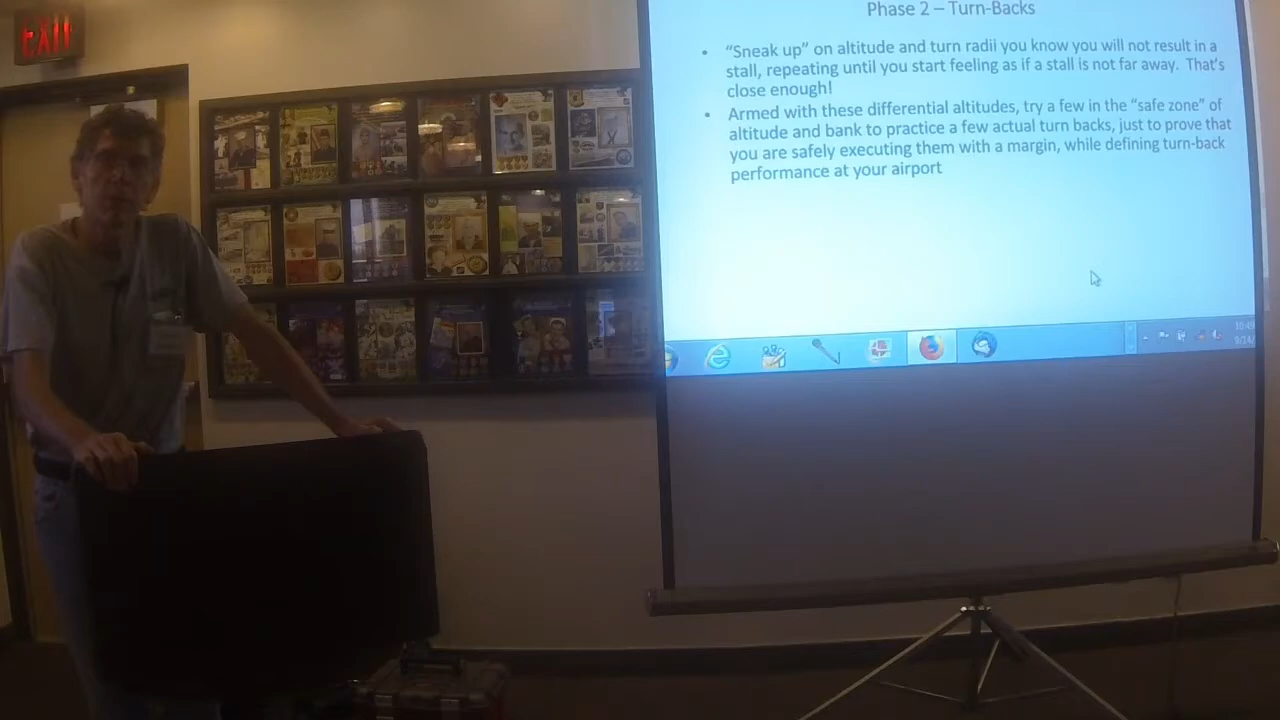 EXIT
Phase 2 – Turn-Backs
• "Sneak up" on altitude and turn radii you know you will not result in a
stall, repeating until you start feeling as if a stall is not far away. That's
close enough!
• Armed with these differential altitudes, try a few in the "safe zone" of
altitude and bank to practice a few actual turn backs, just to prove that
you are safely executing them with a margin, while defining turn-back
performance at your airport